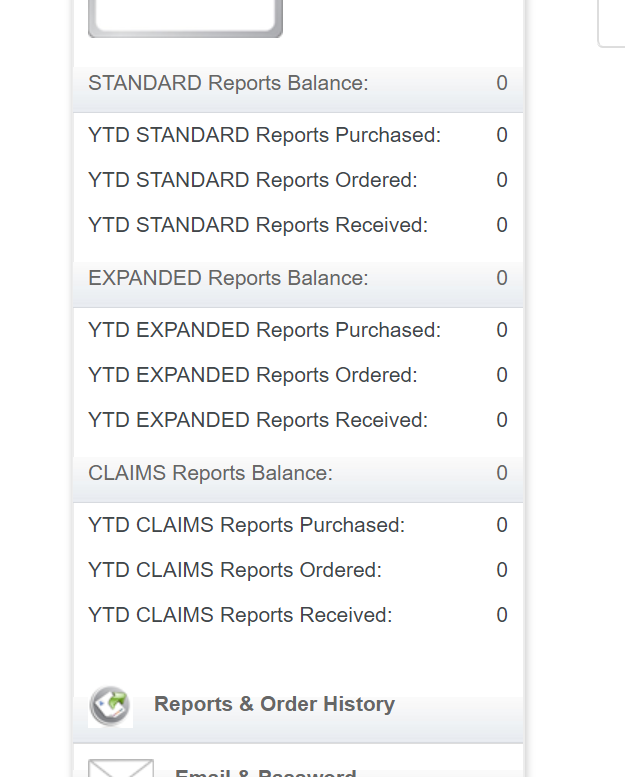 STANDARD Reports Balance: 0
YTD STANDARD Reports Purchased: 0
YTD STANDARD Reports Ordered: 0
YTD STANDARD Reports Received: 0
EXPANDED Reports Balance: 0
YTD EXPANDED Reports Purchased: 0
YTD EXPANDED Reports Ordered: 0
YTD EXPANDED Reports Received: 0
CLAIMS Reports Balance: 0
YTD CLAIMS Reports Purchased: 0
YTD CLAIMS Reports Ordered: 0
YTD CLAIMS Reports Received: 0
Reports & Order History
Email & Password